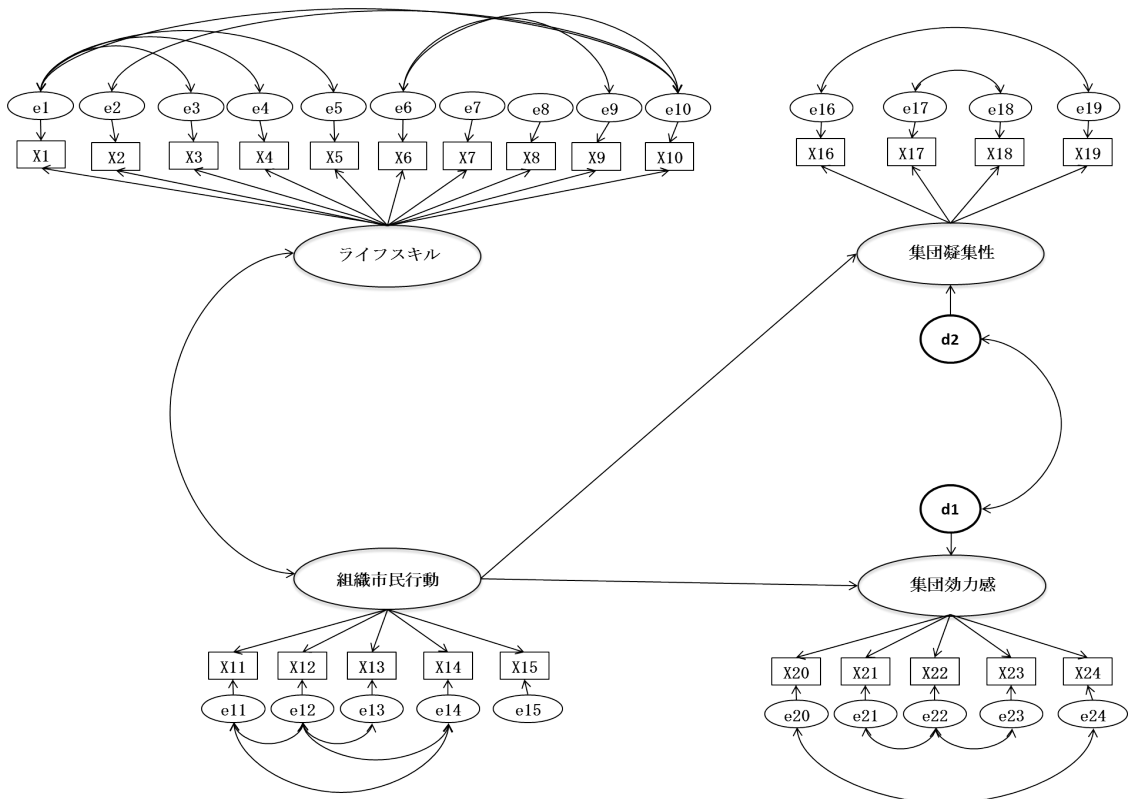 e1 e2 e3 e4 e5 e6 e7 e8 e9 e10
X1 X2 X3 X4 X5 X6 X7 X8 X9 X10
ライフスキル
e16 e17 e18 e19
X16 X17 X18 X19
集団凝集性
d2
d1
組織市民行動
X11 X12 X13 X14 X15
e11 e12 e13 e14 e15
集団効力感
X20 X21 X22 X23 X24
e20 e21 e22 e23 e24